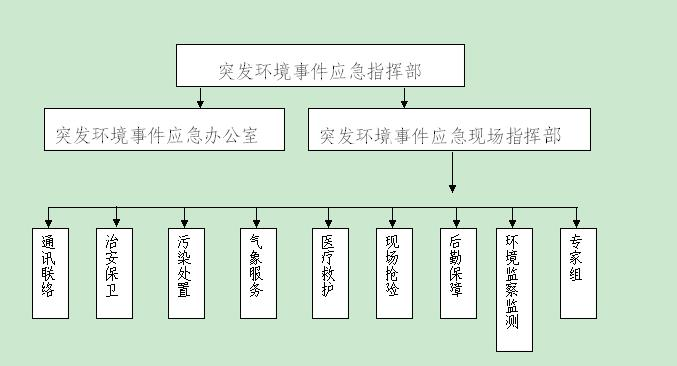 突发环境事件应急指挥部
突发环境事件应急办公室
突发环境事件应急现场指挥部
通讯联络
治安保卫
污染处置
气象服务
医疗救护
现场抢险
后勤保障
环境监察监测
专家组